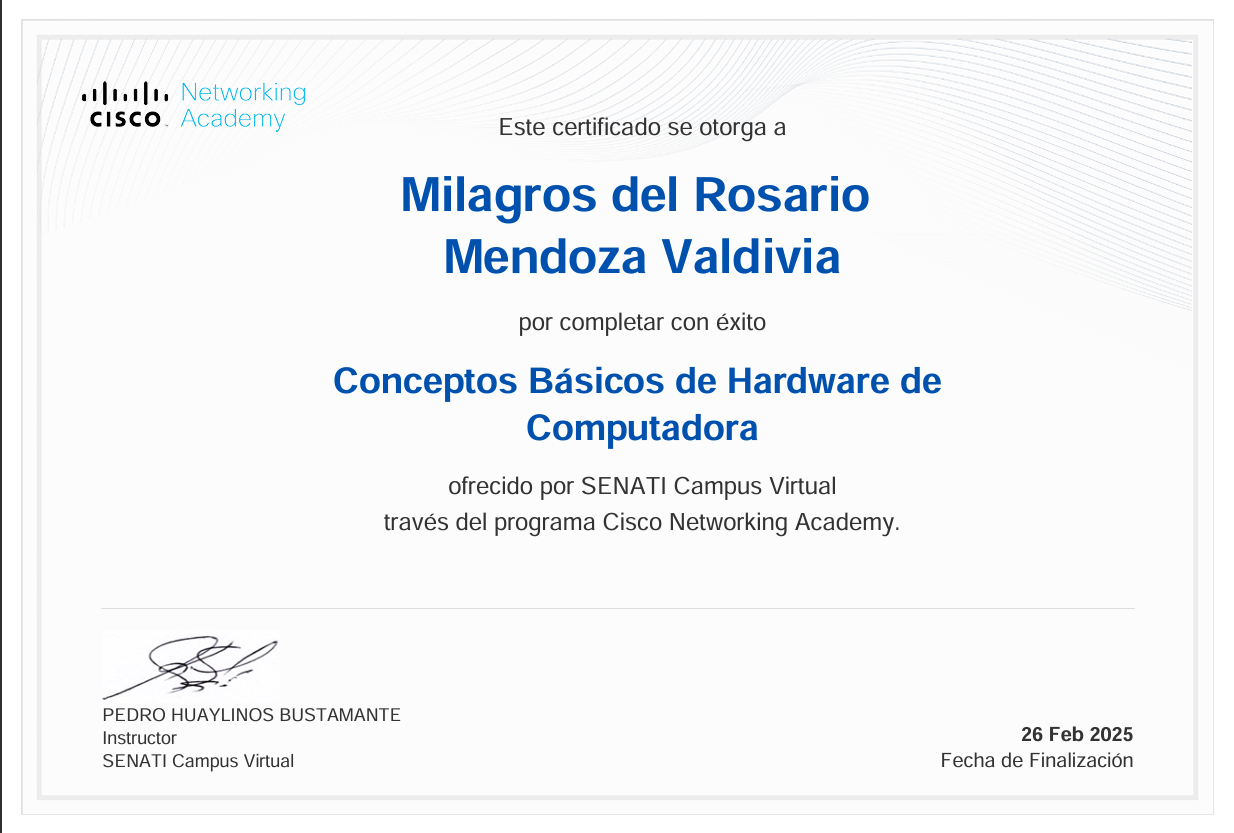 Networking
CISCO Academy
Este certificado se otorga a
Milagros del Rosario
Mendoza Valdivia
por completar con éxito
Conceptos Básicos de Hardware de
Computadora
ofrecido por SENATI Campus Virtual
través del programa Cisco Networking Academy.
PEDRO HUAYLINOS BUSTAMANTE
Instructor
SENATI Campus Virtual
26 Feb 2025
Fecha de Finalización